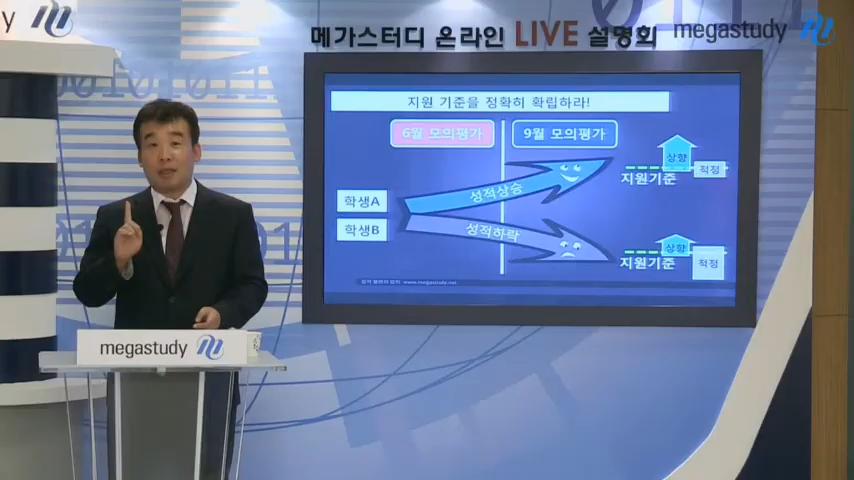 y
메가스터디 온라인 LIVE 설명회
megastudy
지원 기준을 정확히 확립하라!
6월 모의평가
9월 모의평가
상향
적정
지원기준
성적상승
학생A
학생B
성적하락
상향
적정
지원기준
www.megastudy.net
megastudy